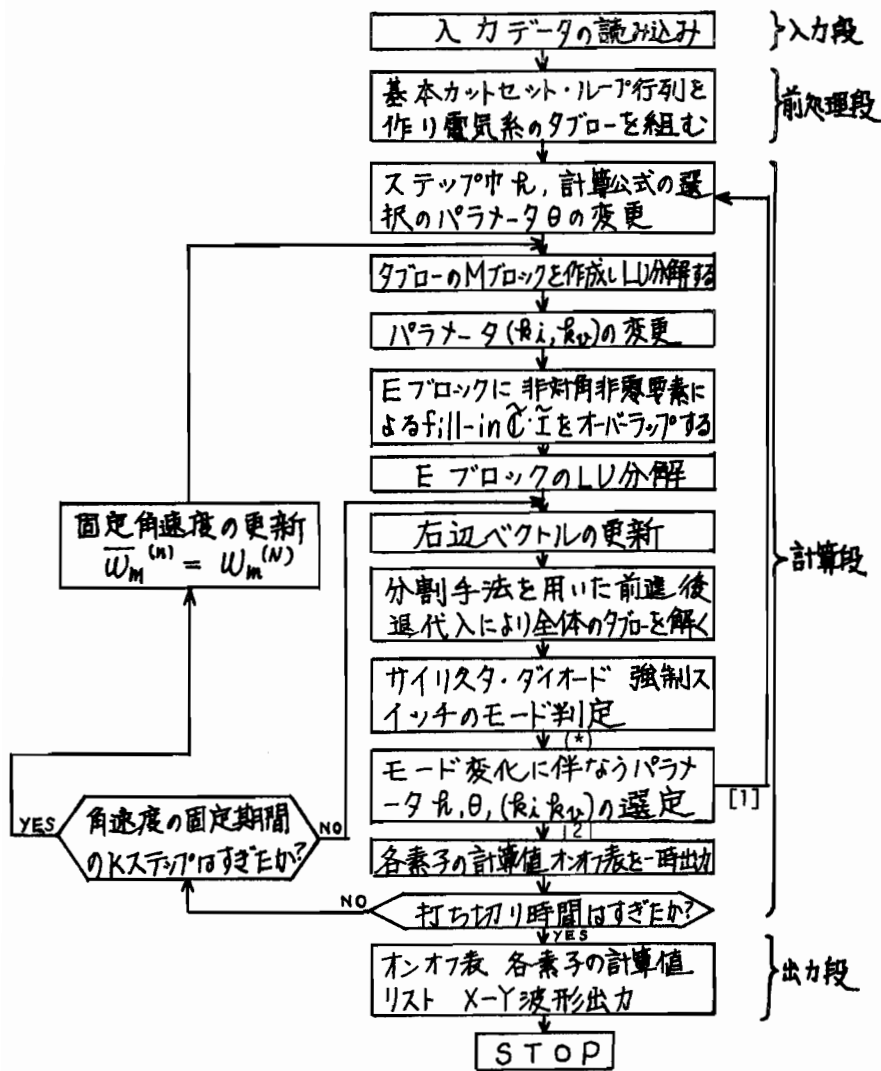 入力データの読み込み
入力段
基本カットセット・ループ行列を
作り電気系のタブローを組む
前処理段
ステップ巾h,計算公式の選
択のパラメータθの変更
タブローのMブロックを作成しLU分解する
パラメータ(ki,kv)の変更
Eブロックに非対角非零要素に
よるfill-in C̃・Ĩをオーバーラップする
EブロックのLU分解
固定角速度の更新
ω̄m(n) = ωm(N)
右辺ベクトルの更新
計算段
分割手法を用いた前進後
退代入により全体のタブローを解く
サイリスタ・ダイオード 強制ス
イッチのモード判定
(*)
モード変化に伴なうパラメ
ータh,θ,(ki kv)の選定
[1]
[2]
YES
角速度の固定期間
のKステップはすぎたか?
NO
各素子の計算値オンオフ表を一時出力
NO
打ち切り時間はすぎたか?
YES
オンオフ表 各素子の計算値
リスト X-Y波形出力
出力段
STOP